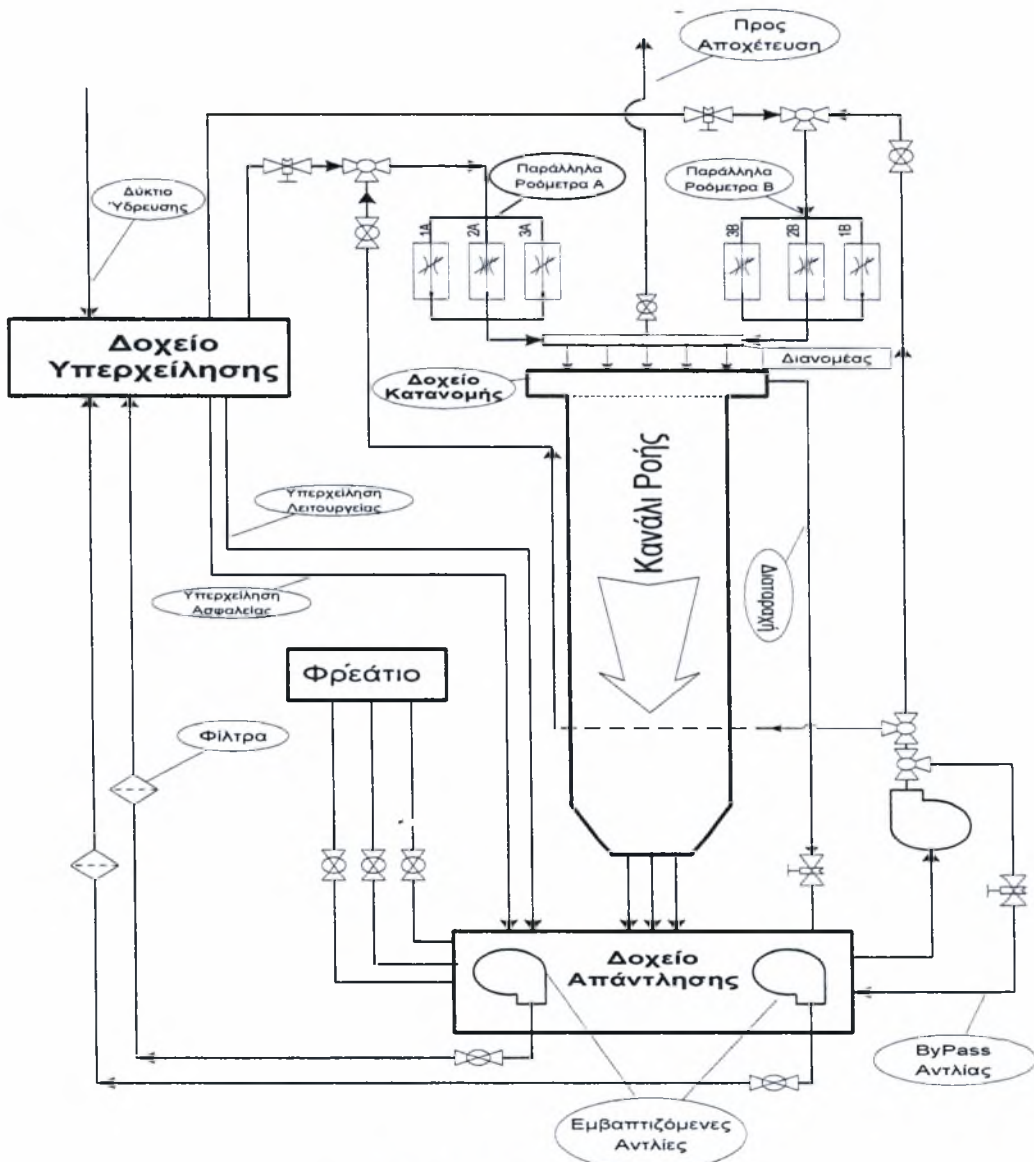 Προς
Αποχέτευση
Δύκτιο
Ύδρευσης
Παράλληλα
Ροόμετρα Α
Παράλληλα
Ροόμετρα Β
1A
2A
3A
3B
2B
1B
Δοχείο
Υπερχείλησης
Διανομέας
Δοχείο
Κατανομής
Κανάλι Ροής
Υπερχείληση
Λειτουργείας
Υπερχείληση
Ασφαλείας
Διαταραχή
Φρεάτιο
Φίλτρα
Δοχείο
Απάντλησης
ByPass
Αντλίας
Εμβαπτιζόμενες
Αντλίες